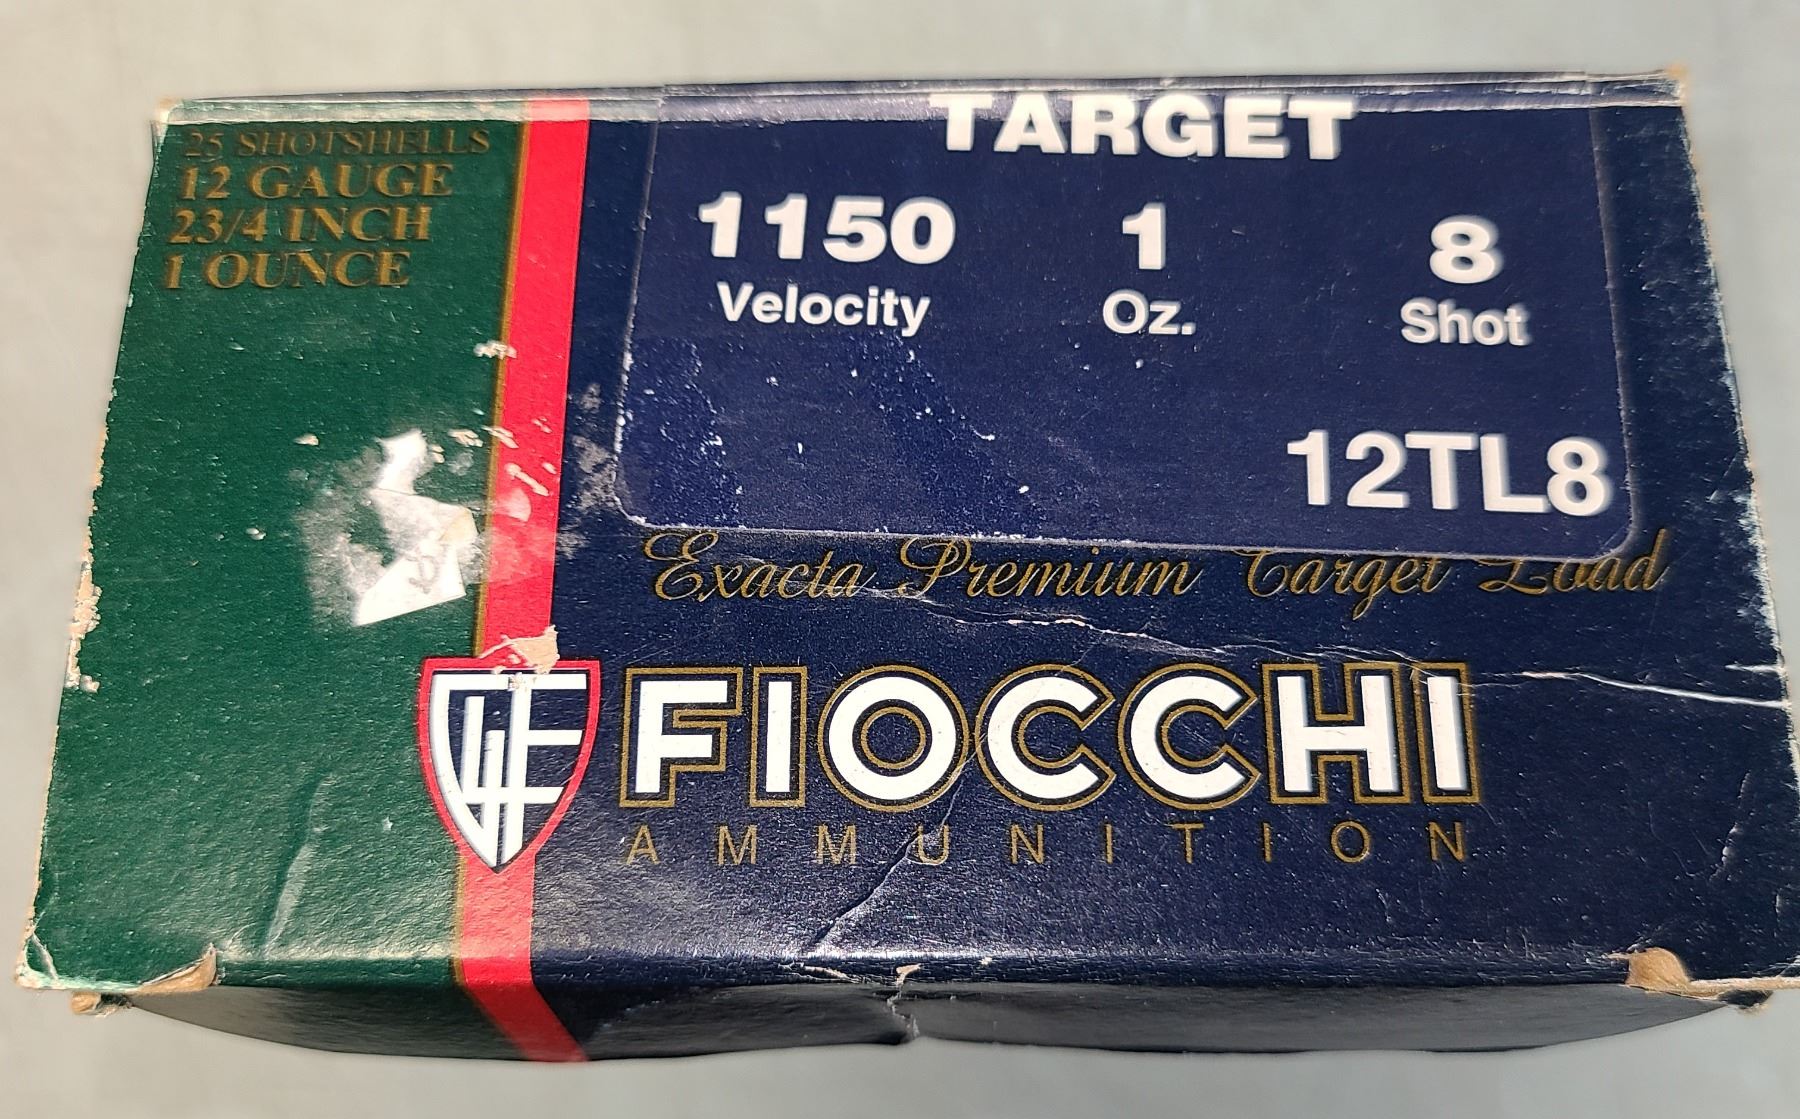 25 SHOTSHELLS
12 GAUGE
23/4 INCH
1 OUNCE
TARGET
1150 1 8
Velocity Oz. Shot
12TL8
Exacta Premium Target Load
GFL
FIOCCHI
AMMUNITION